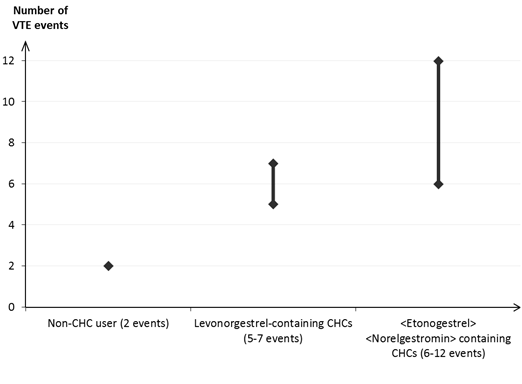 Number of
VTE events
12
10
8
6
4
2
0
Non-CHC user (2 events)
Levonorgestrel-containing CHCs
(5-7 events)
<Etonogestrel>
<Norelgestromin> containing
CHCs (6-12 events)